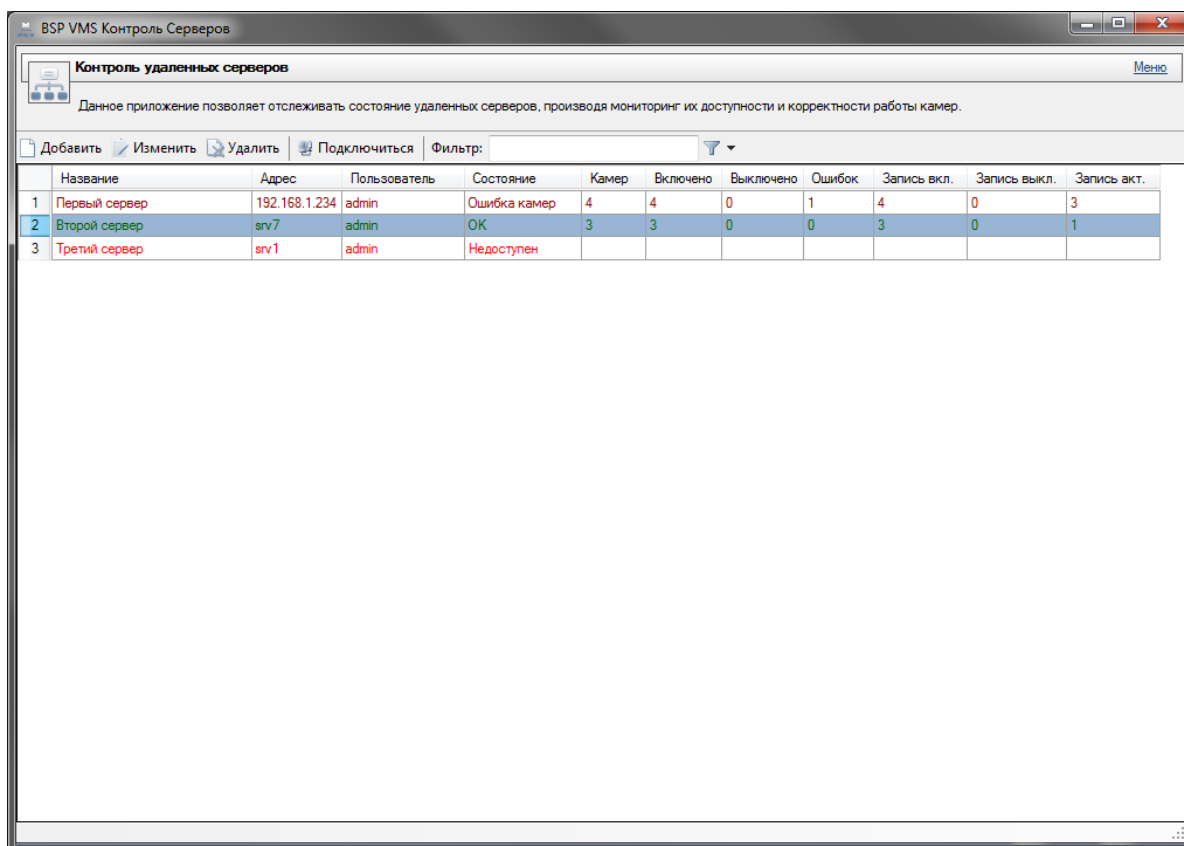 BSP VMS Контроль Серверов
Контроль удаленных серверов Меню
Данное приложение позволяет отслеживать состояние удаленных серверов, производя мониторинг их доступности и корректности работы камер.
Добавить Изменить Удалить Подключиться Фильтр:
Название Адрес Пользователь Состояние Камер Включено Выключено Ошибок Запись вкл. Запись выкл. Запись акт.
1 Первый сервер 192.168.1.234 admin Ошибка камер 4 4 0 1 4 0 3
2 Второй сервер srv7 admin OK 3 3 0 0 3 0 1
3 Третий сервер srv1 admin Недоступен